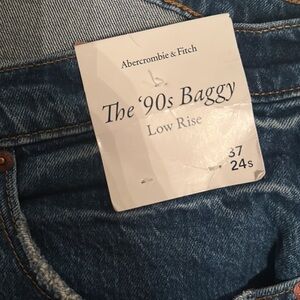 Abercrombie & Fitch
The '90s Baggy
Low Rise
37
24s